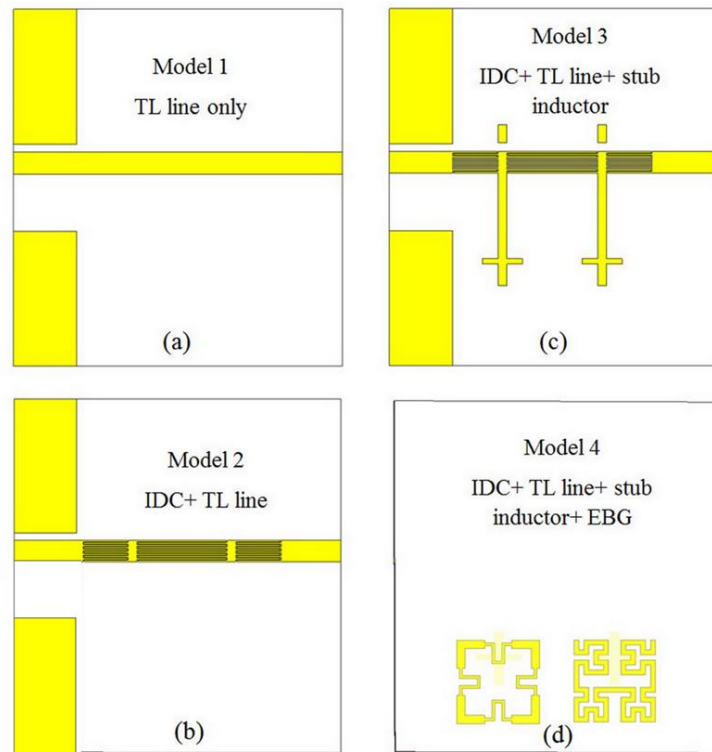 Model 1
TL line only
(a)
Model 3
IDC+ TL line+ stub
inductor
(c)
Model 2
IDC+ TL line
(b)
Model 4
IDC+ TL line+ stub
inductor+ EBG
(d)